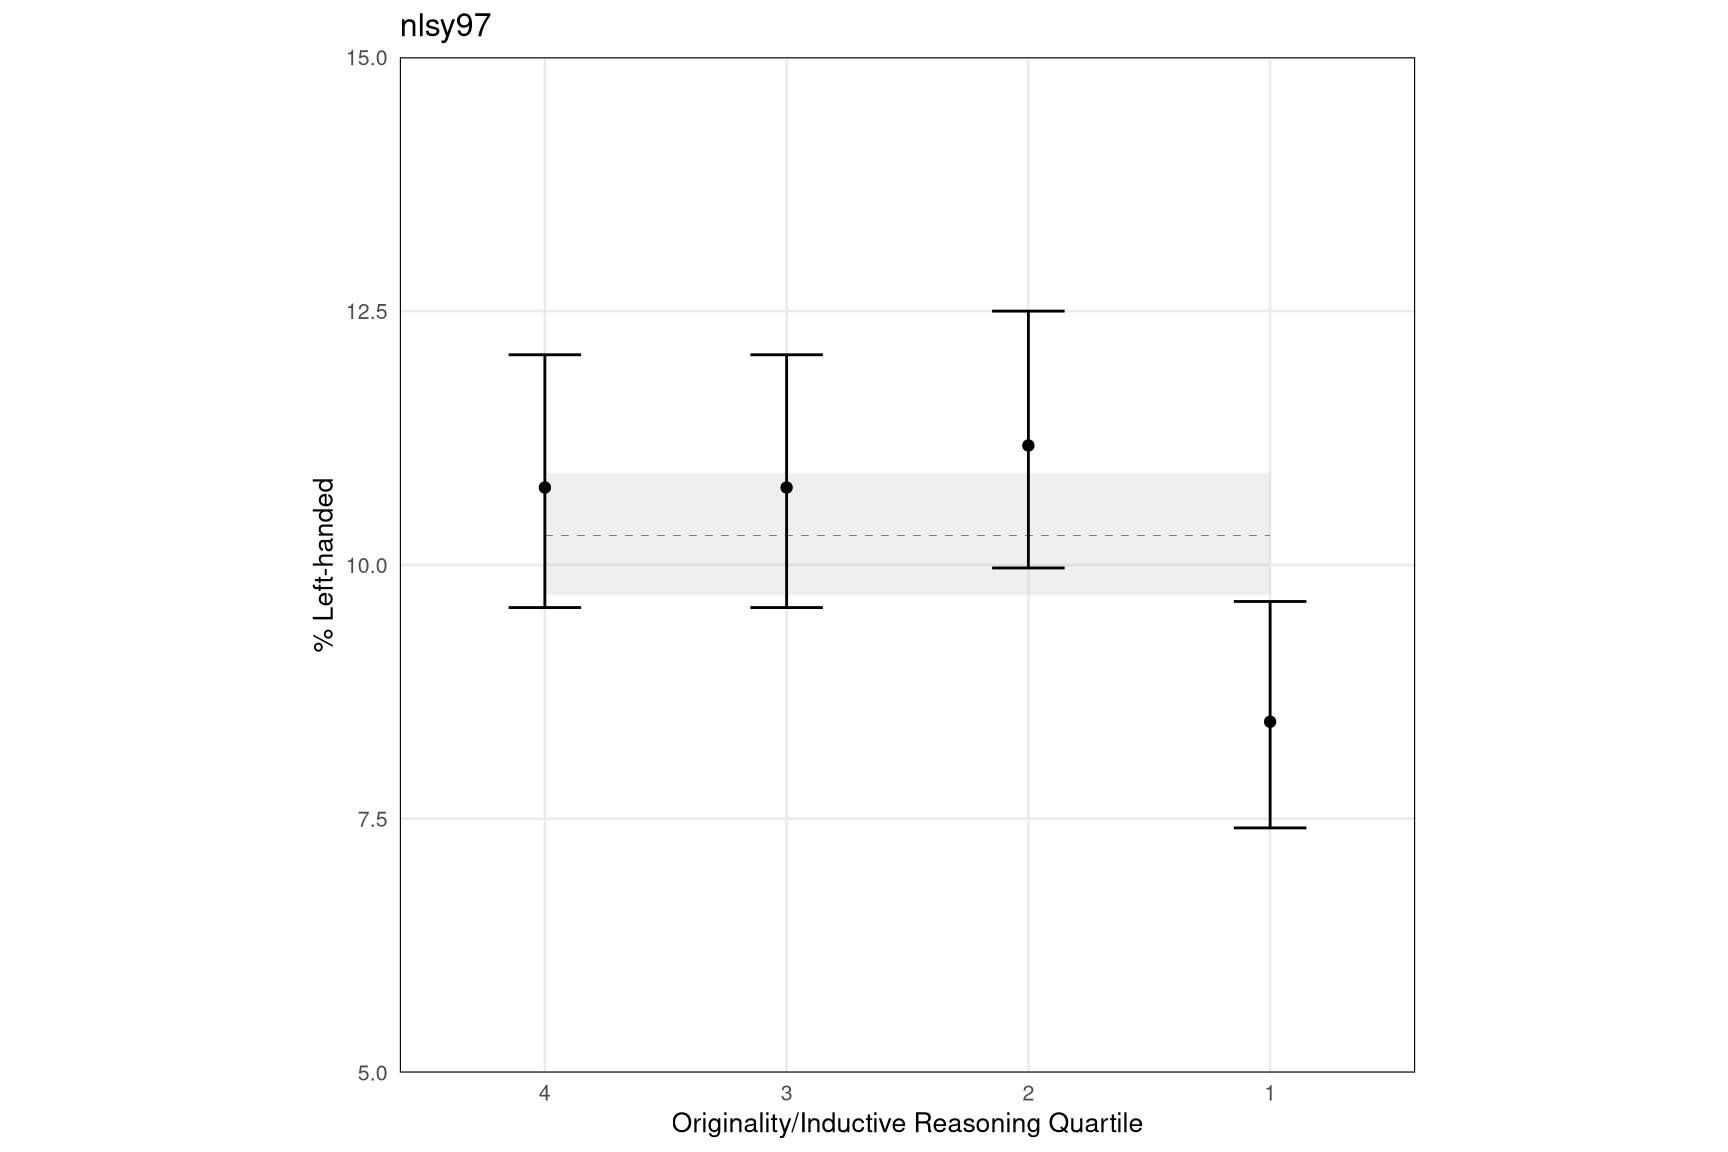 nlsy97
15.0
12.5
10.0
7.5
5.0
% Left-handed
4 3 2 1
Originality/Inductive Reasoning Quartile